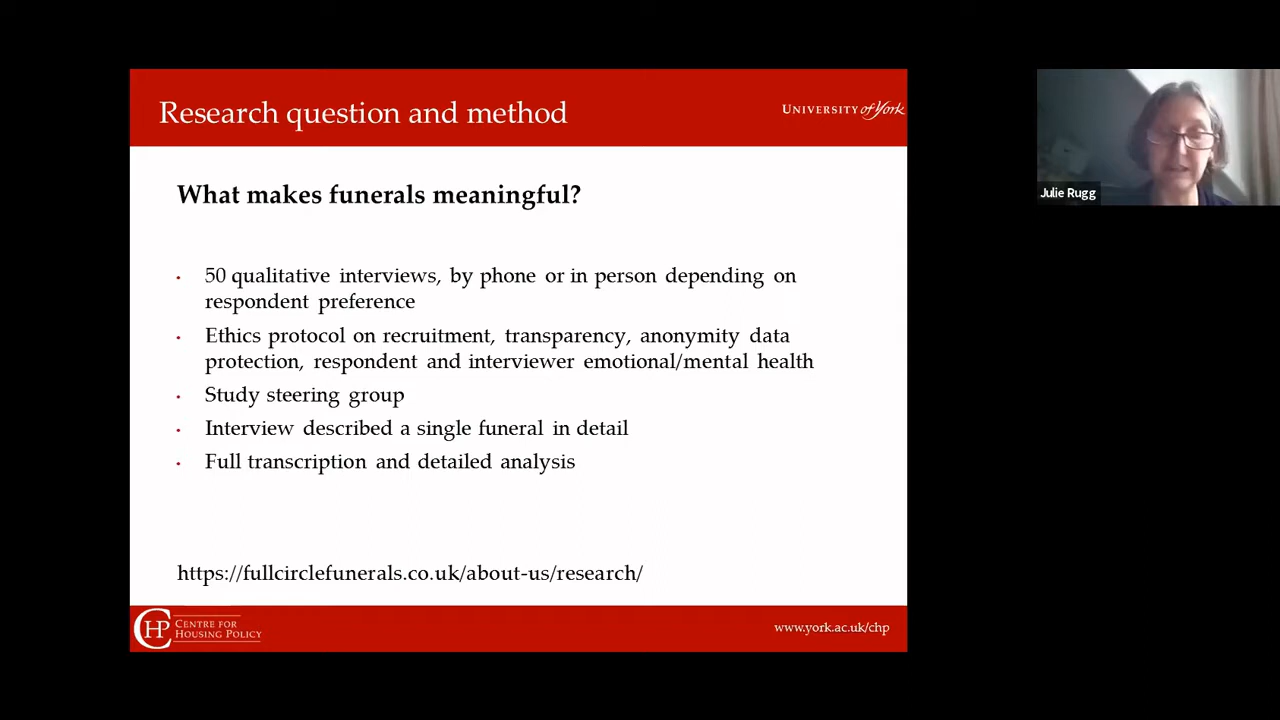 Research question and method
UNIVERSITY of York
What makes funerals meaningful?
• 50 qualitative interviews, by phone or in person depending on
respondent preference
• Ethics protocol on recruitment, transparency, anonymity data
protection, respondent and interviewer emotional/mental health
• Study steering group
• Interview described a single funeral in detail
• Full transcription and detailed analysis
https://fullcirclefunerals.co.uk/about-us/research/
CHP CENTRE FOR
HOUSING POLICY
www.york.ac.uk/chp
Julie Rugg